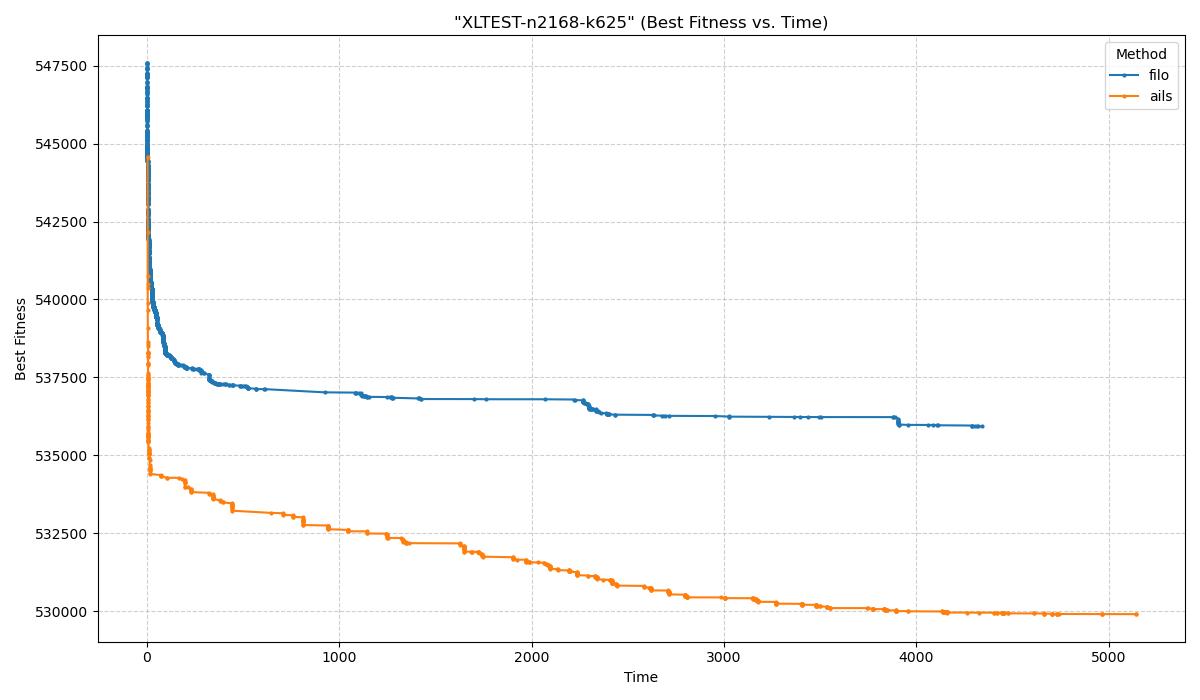 "XLTEST-n2168-k625" (Best Fitness vs. Time)
Method
filo
ails
Best Fitness
547500
545000
542500
540000
537500
535000
532500
530000
0 1000 2000 3000 4000 5000
Time